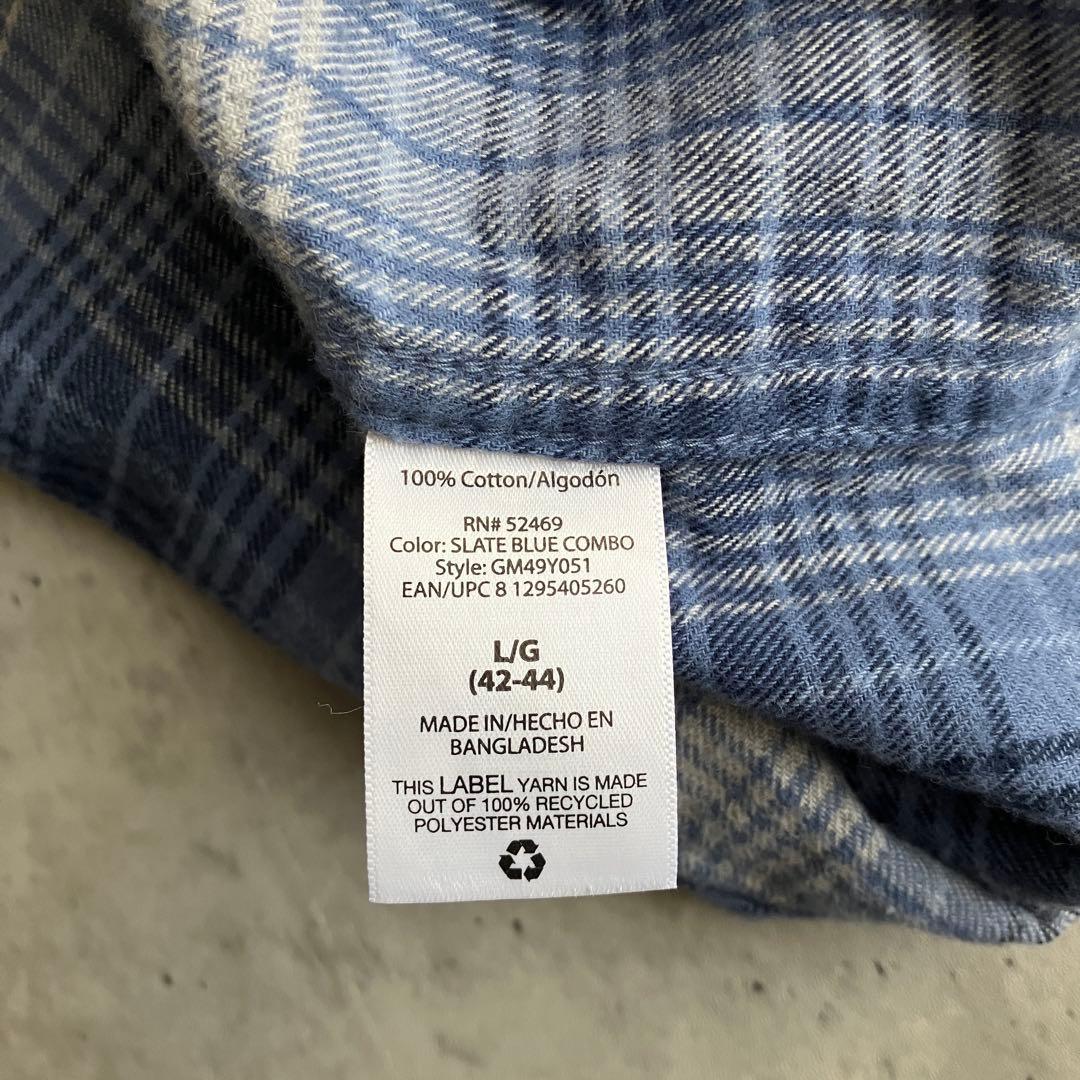 100% Cotton/Algodón
RN# 52469
Color: SLATE BLUE COMBO
Style: GM49Y051
EAN/UPC 8 1295405260
L/G
(42-44)
MADE IN/HECHO EN
BANGLADESH
THIS LABEL YARN IS MADE
OUT OF 100% RECYCLED
POLYESTER MATERIALS